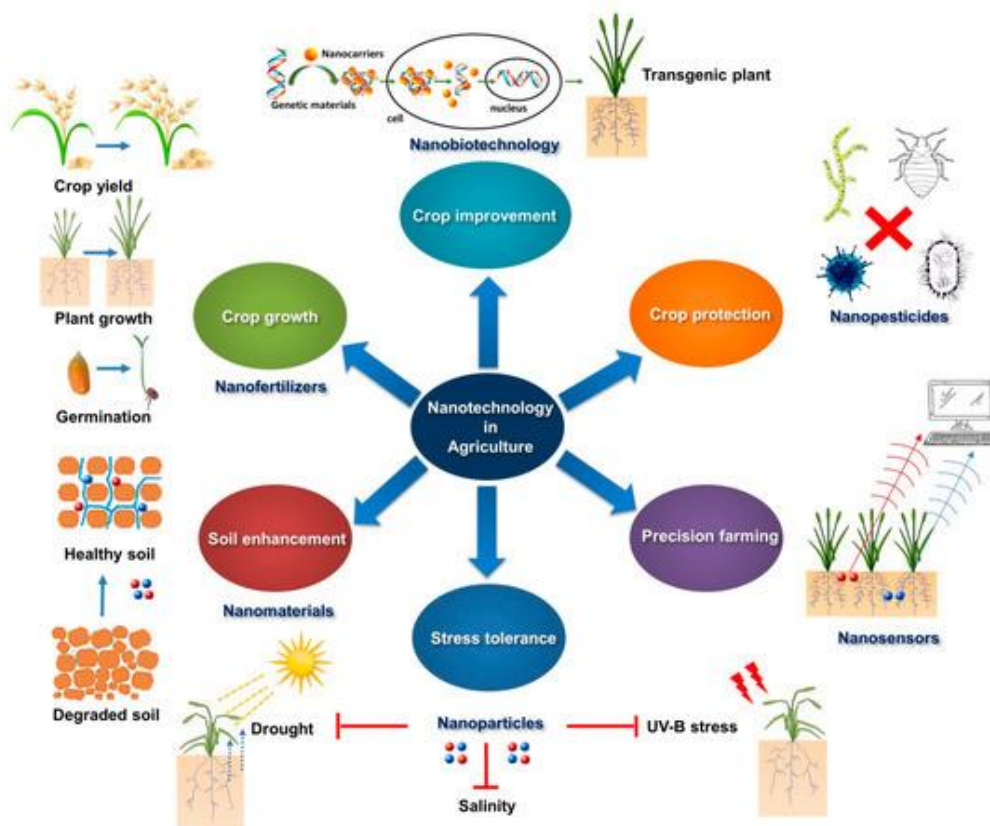 Nanocarriers
Genetic materials
cell
nucleus
Transgenic plant
Nanobiotechnology
Crop yield
Crop improvement
Plant growth
Crop growth
Crop protection
Nanopesticides
Nanofertilizers
Germination
Nanotechnology
in
Agriculture
Healthy soil
Soil enhancement
Precision farming
Nanomaterials
Nanosensors
Stress tolerance
Degraded soil
Drought
Nanoparticles
UV-B stress
Salinity